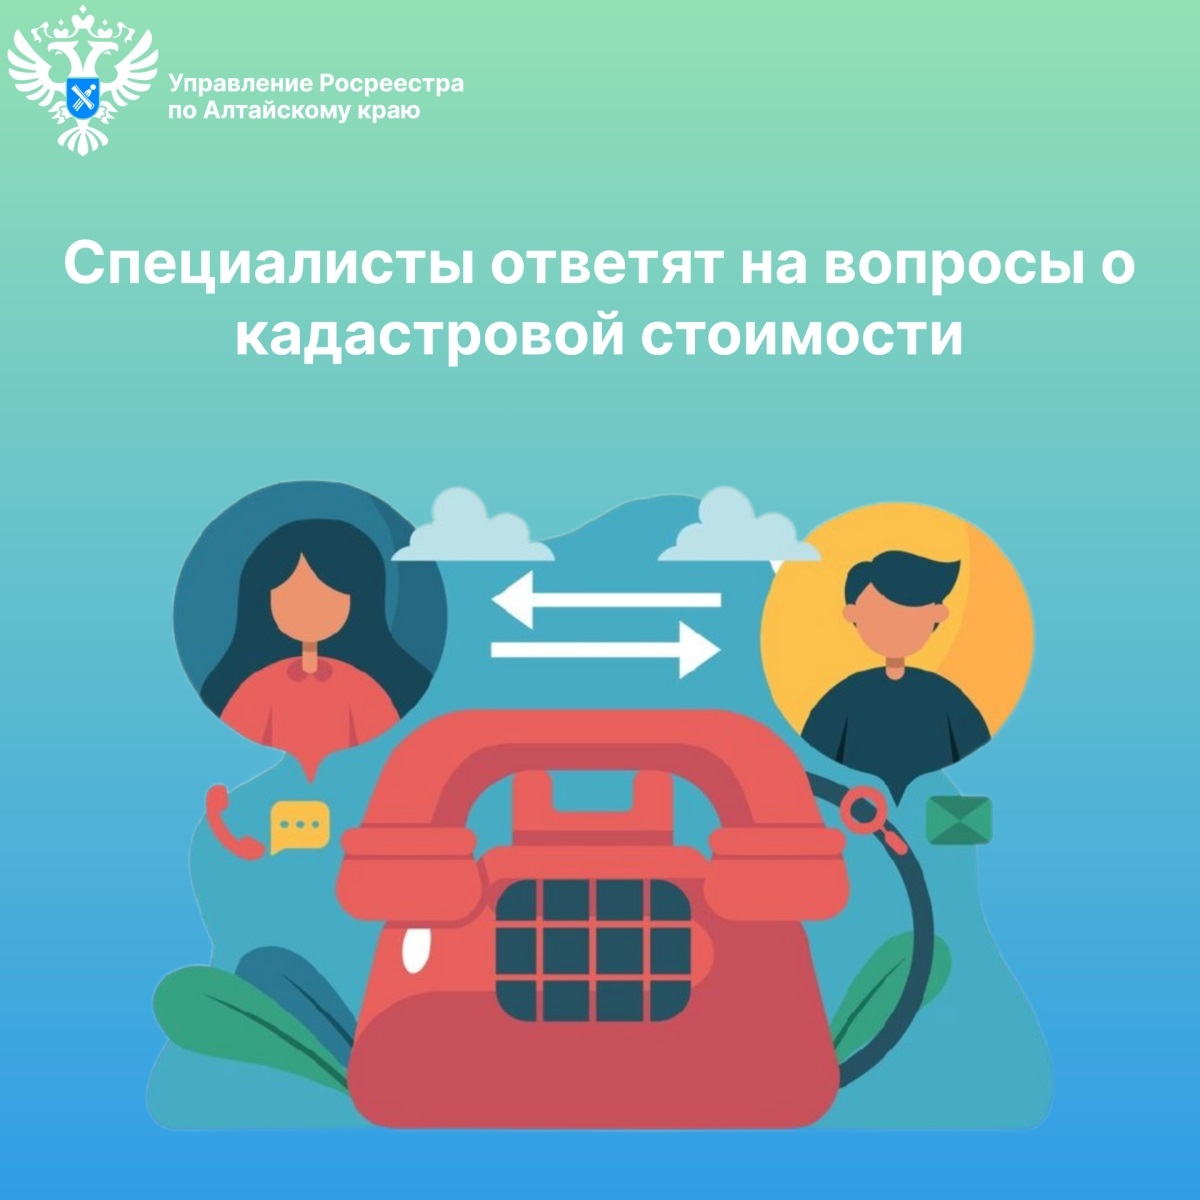 Управление Росреестра
по Алтайскому краю
Специалисты ответят на вопросы о
кадастровой стоимости